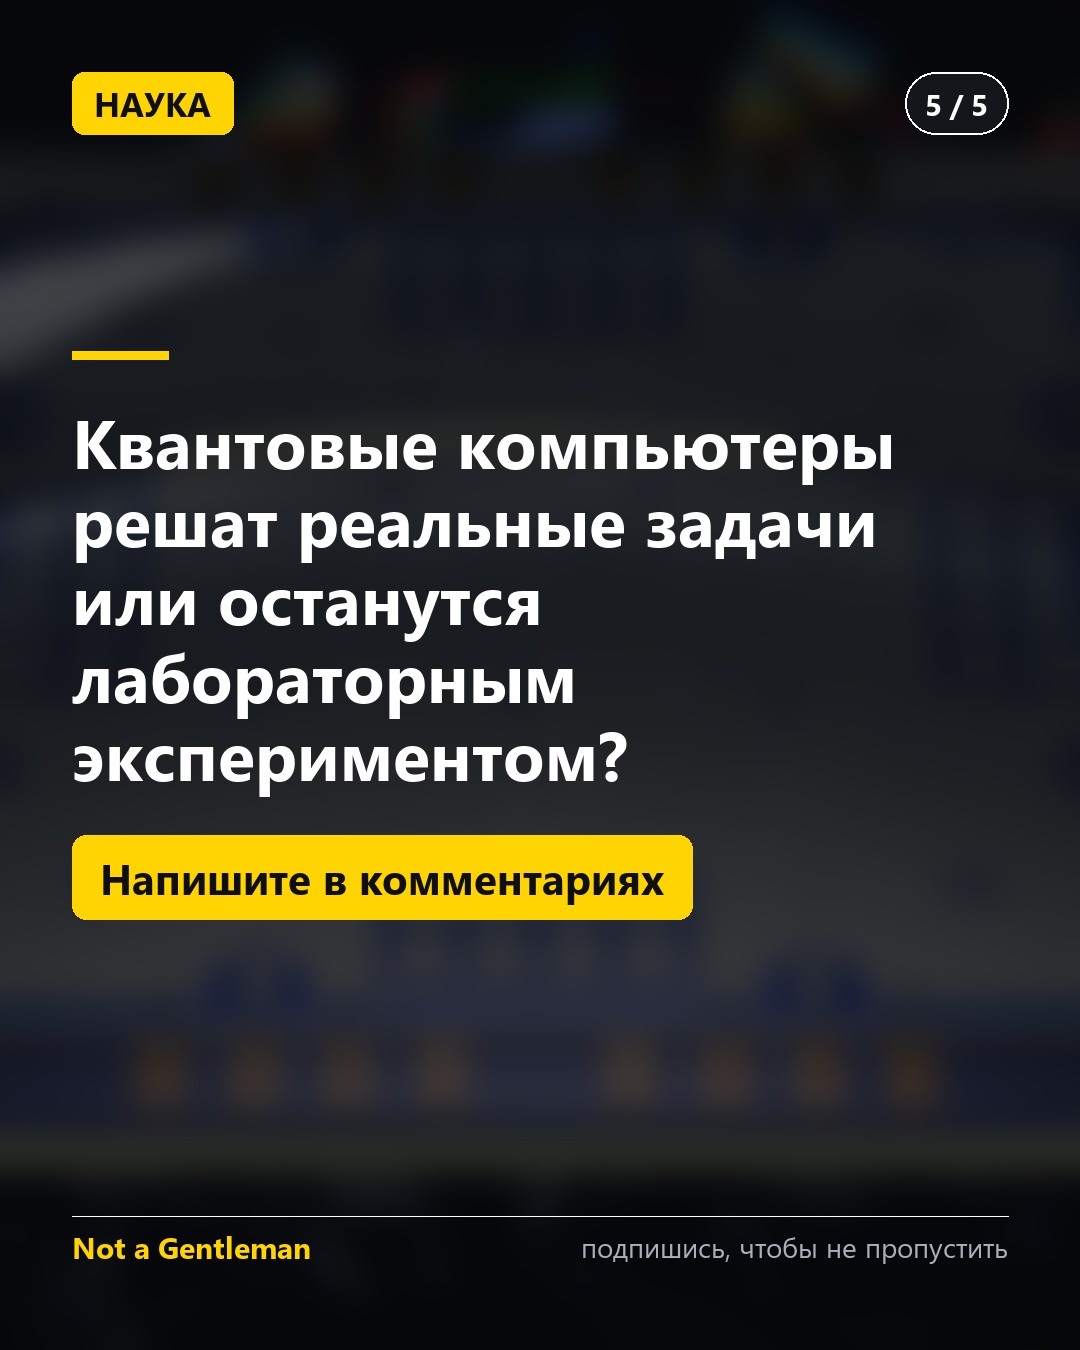 НАУКА
5 / 5
Квантовые компьютеры
решат реальные задачи
или останутся
лабораторным
экспериментом?
Напишите в комментариях
Not a Gentleman
подпишись, чтобы не пропустить